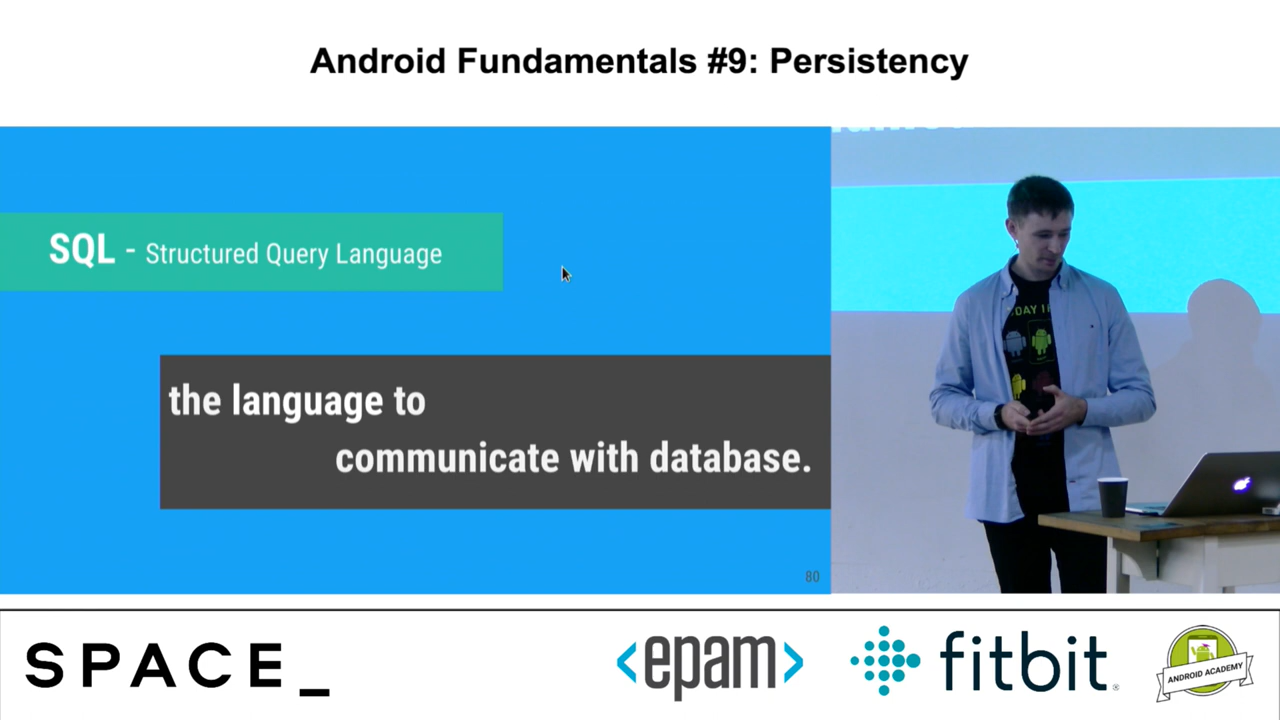 Android Fundamentals #9: Persistency
SQL - Structured Query Language
the language to
communicate with database.
80
DAY I
SPACE_
<epam>
fitbit®
ANDROID ACADEMY